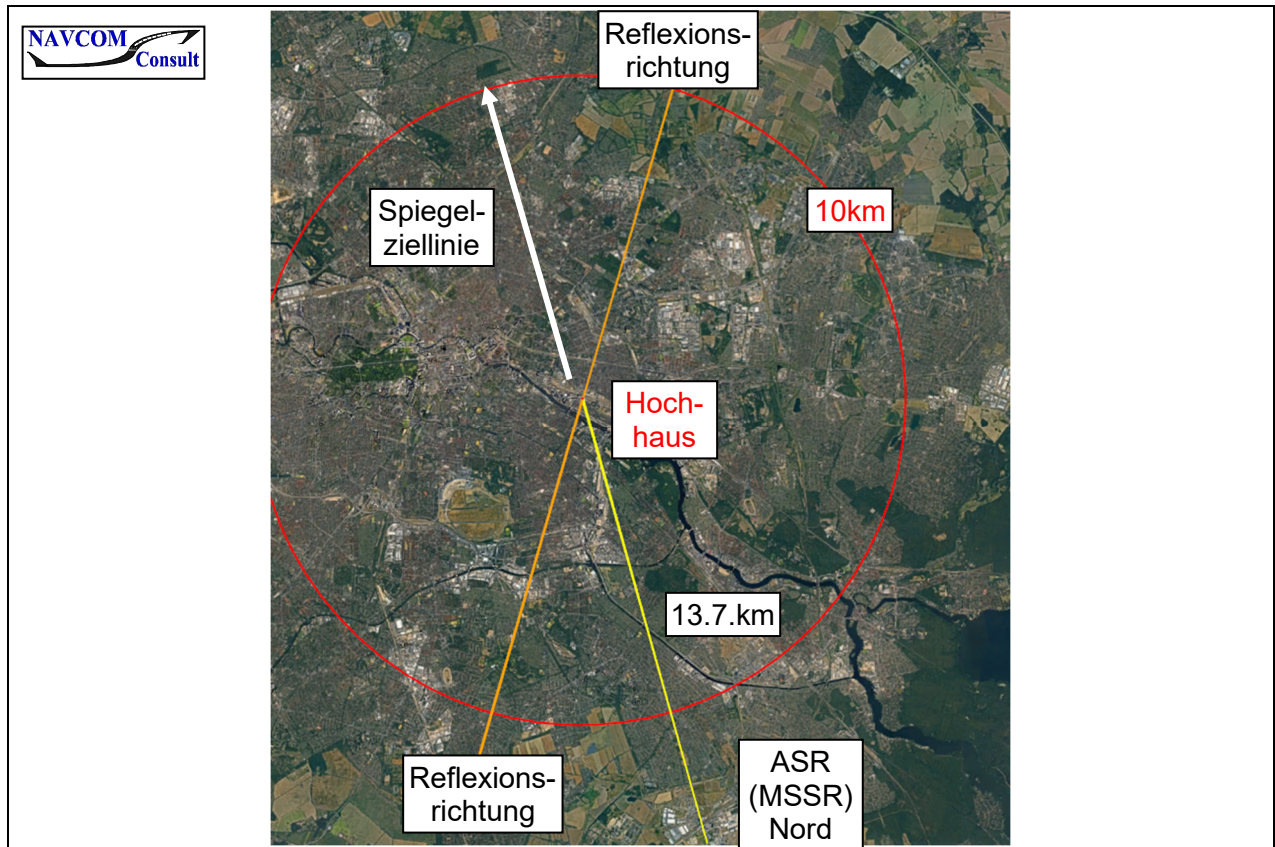 NAVCOM
Consult
Reflexions-
richtung
Spiegel-
ziellinie
10km
Hoch-
haus
13.7.km
Reflexions-
richtung
ASR
(MSSR)
Nord